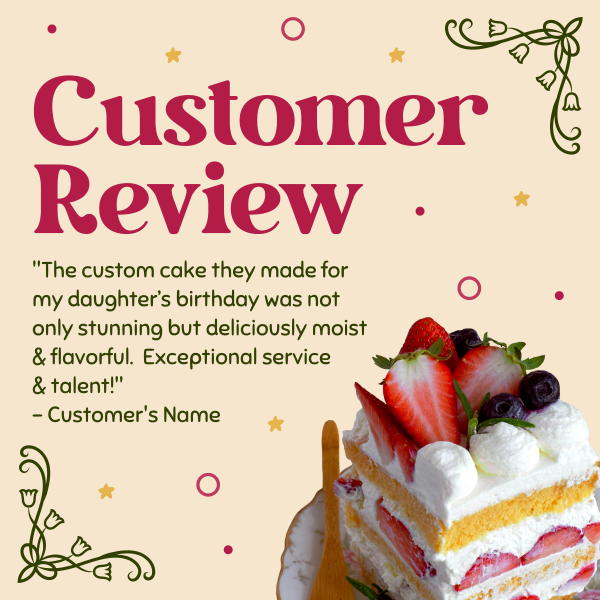 Customer
Review
"The custom cake they made for
my daughter's birthday was not
only stunning but deliciously moist
& flavorful.  Exceptional service
& talent!"
- Customer's Name